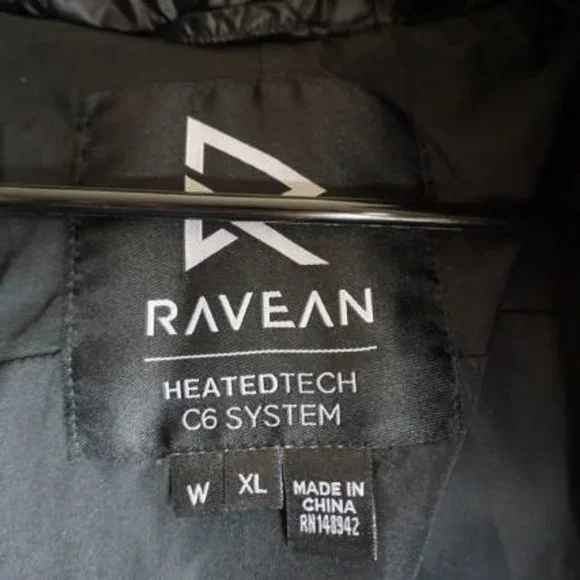 RAVEAN
HEATEDTECH
C6 SYSTEM
W
XL
MADE IN
CHINA
RN148942